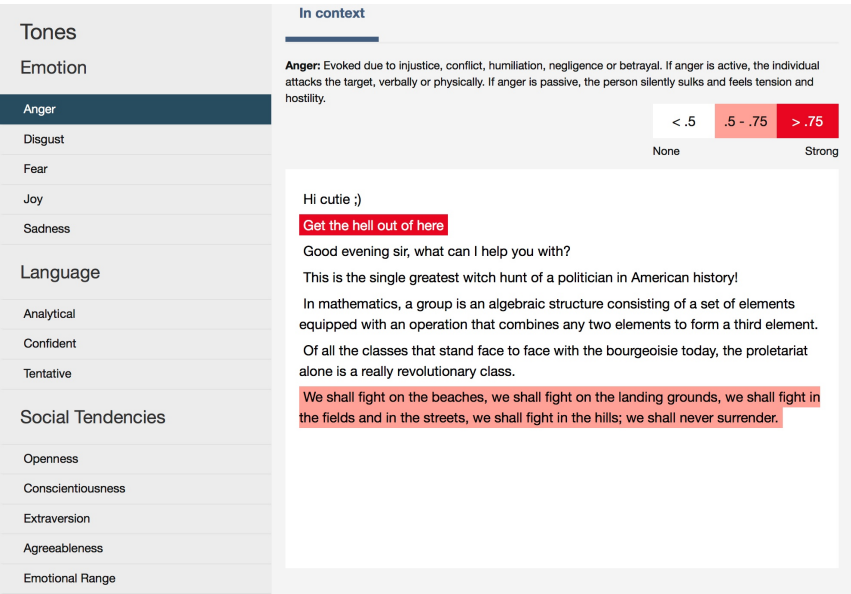 Tones
Emotion
Anger
Disgust
Fear
Joy
Sadness
Language
Analytical
Confident
Tentative
Social Tendencies
Openness
Conscientiousness
Extraversion
Agreeableness
Emotional Range
In context
Anger: Evoked due to injustice, conflict, humiliation, negligence or betrayal. If anger is active, the individual
attacks the target, verbally or physically. If anger is passive, the person silently sulks and feels tension and
hostility.
< .5 .5 - .75 > .75
None Strong
Hi cutie ;)
Get the hell out of here
Good evening sir, what can I help you with?
This is the single greatest witch hunt of a politician in American history!
In mathematics, a group is an algebraic structure consisting of a set of elements
equipped with an operation that combines any two elements to form a third element.
Of all the classes that stand face to face with the bourgeoisie today, the proletariat
alone is a really revolutionary class.
We shall fight on the beaches, we shall fight on the landing grounds, we shall fight in
the fields and in the streets, we shall fight in the hills; we shall never surrender.